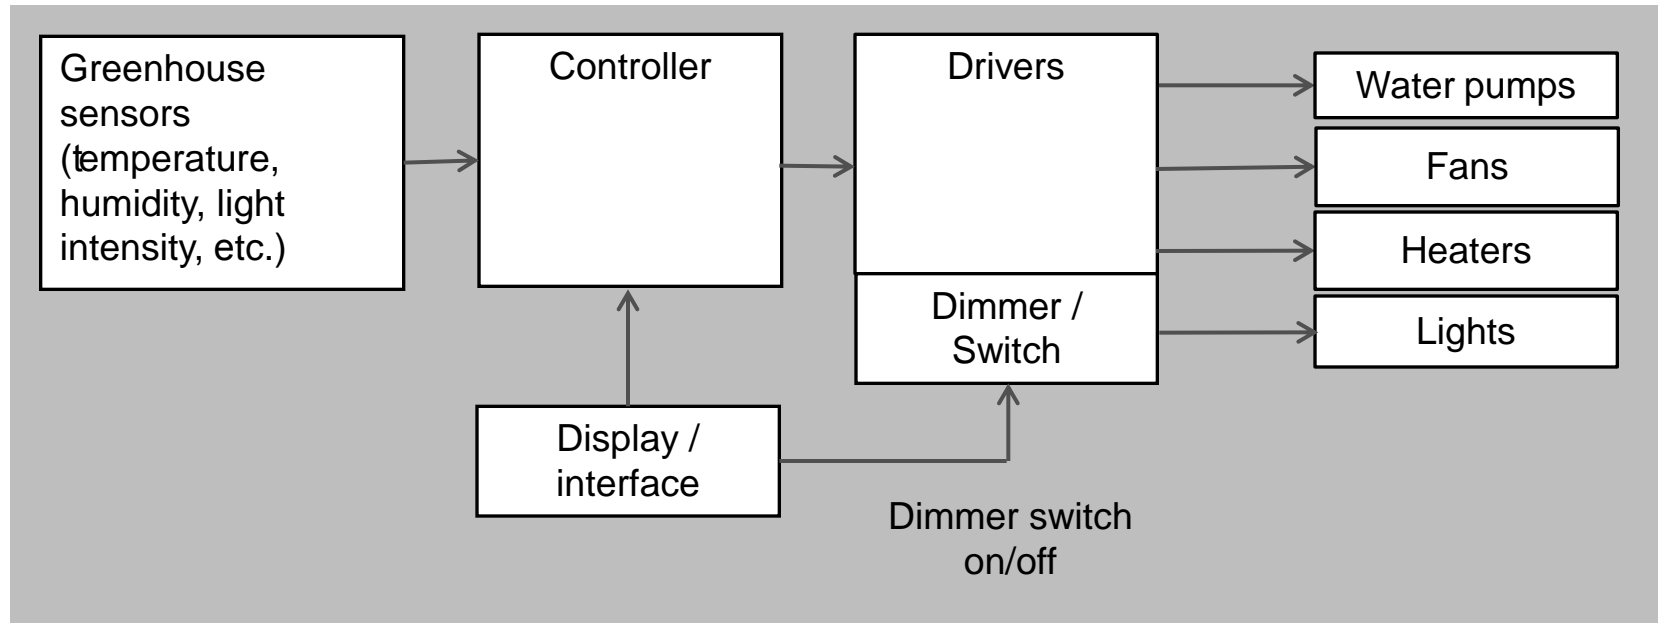 Greenhouse
sensors
(temperature,
humidity, light
intensity, etc.)
Controller
Drivers
Dimmer /
Switch
Water pumps
Fans
Heaters
Lights
Display /
interface
Dimmer switch
on/off